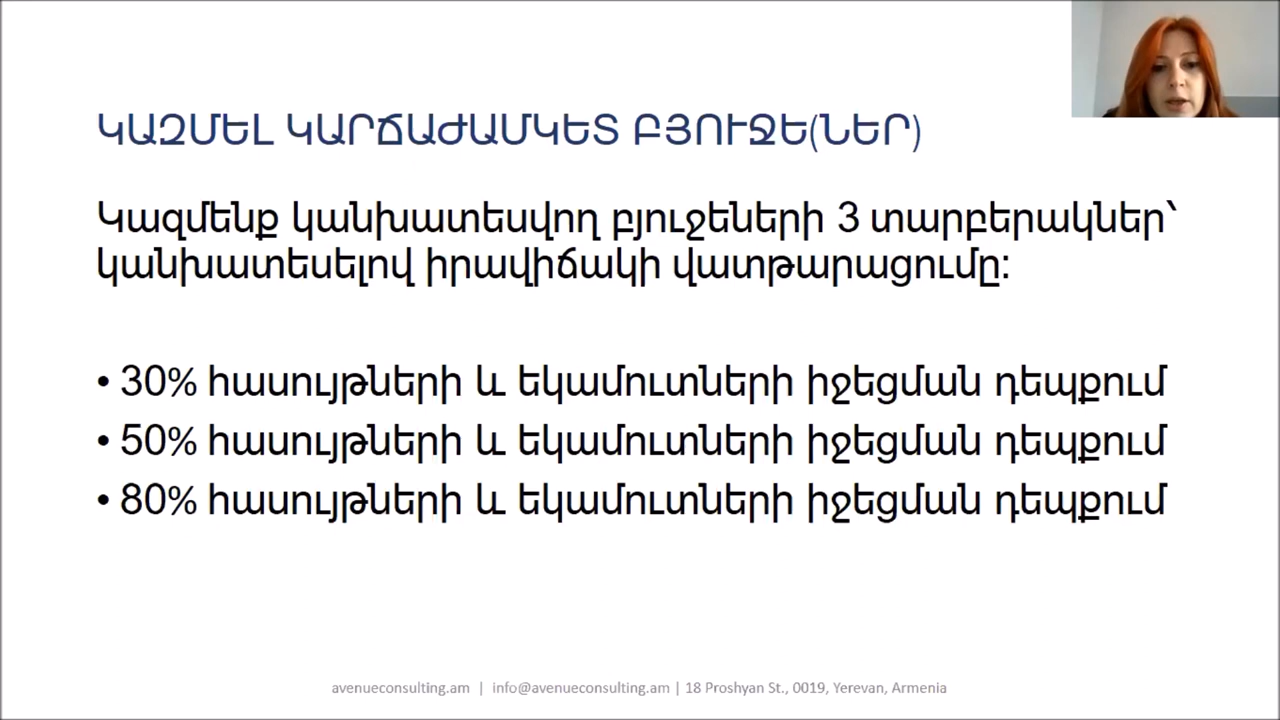 ԿԱԶՄԵԼ ԿԱՐՃԱԺԱՄԿԵՏ ԲՅՈՒՋԵ(ՆԵՐ)
Կազմենք կանխատեսվող բյուջեների 3 տարբերակներ՝
կանխատեսելով իրավիճակի վատթարացումը:
• 30% հասույթների և եկամուտների իջեցման դեպքում
• 50% հասույթների և եկամուտների իջեցման դեպքում
• 80% հասույթների և եկամուտների իջեցման դեպքում
avenueconsulting.am | info@avenueconsulting.am | 18 Proshyan St., 0019, Yerevan, Armenia